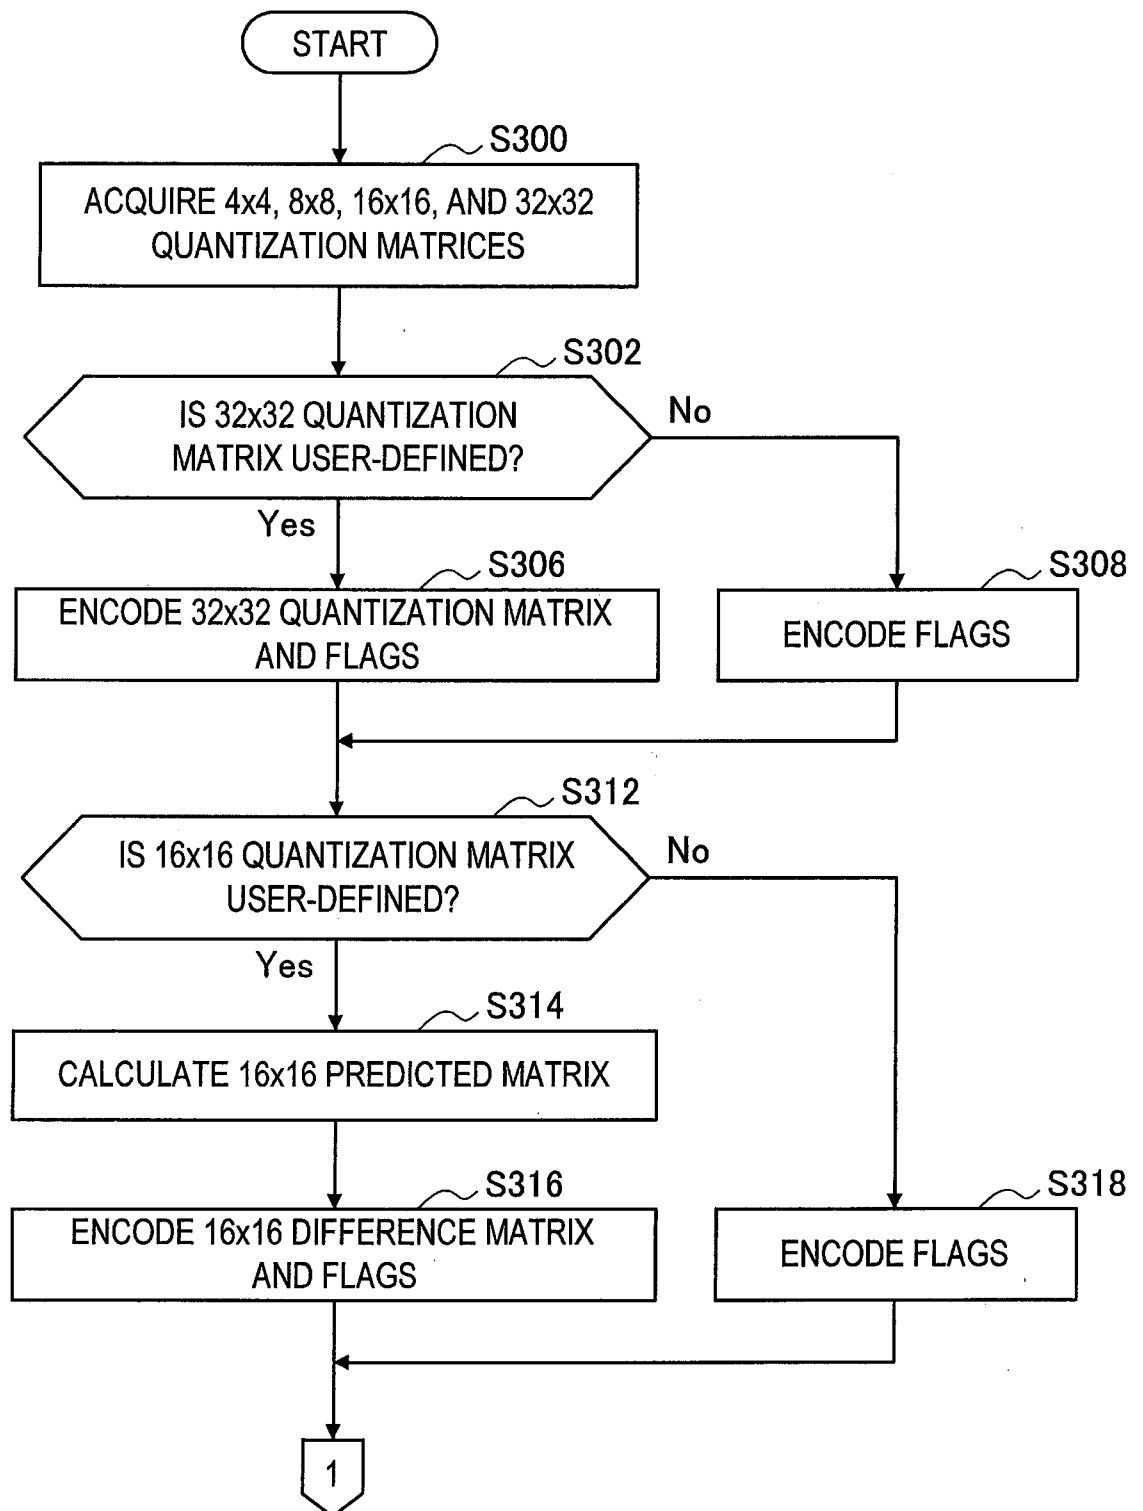 START
S300
ACQUIRE 4x4, 8x8, 16x16, AND 32x32
QUANTIZATION MATRICES
S302
IS 32x32 QUANTIZATION
MATRIX USER-DEFINED?
No
Yes
S306
ENCODE 32x32 QUANTIZATION MATRIX
AND FLAGS
S308
ENCODE FLAGS
S312
IS 16x16 QUANTIZATION MATRIX
USER-DEFINED?
No
Yes
S314
CALCULATE 16x16 PREDICTED MATRIX
S316
ENCODE 16x16 DIFFERENCE MATRIX
AND FLAGS
S318
ENCODE FLAGS
1